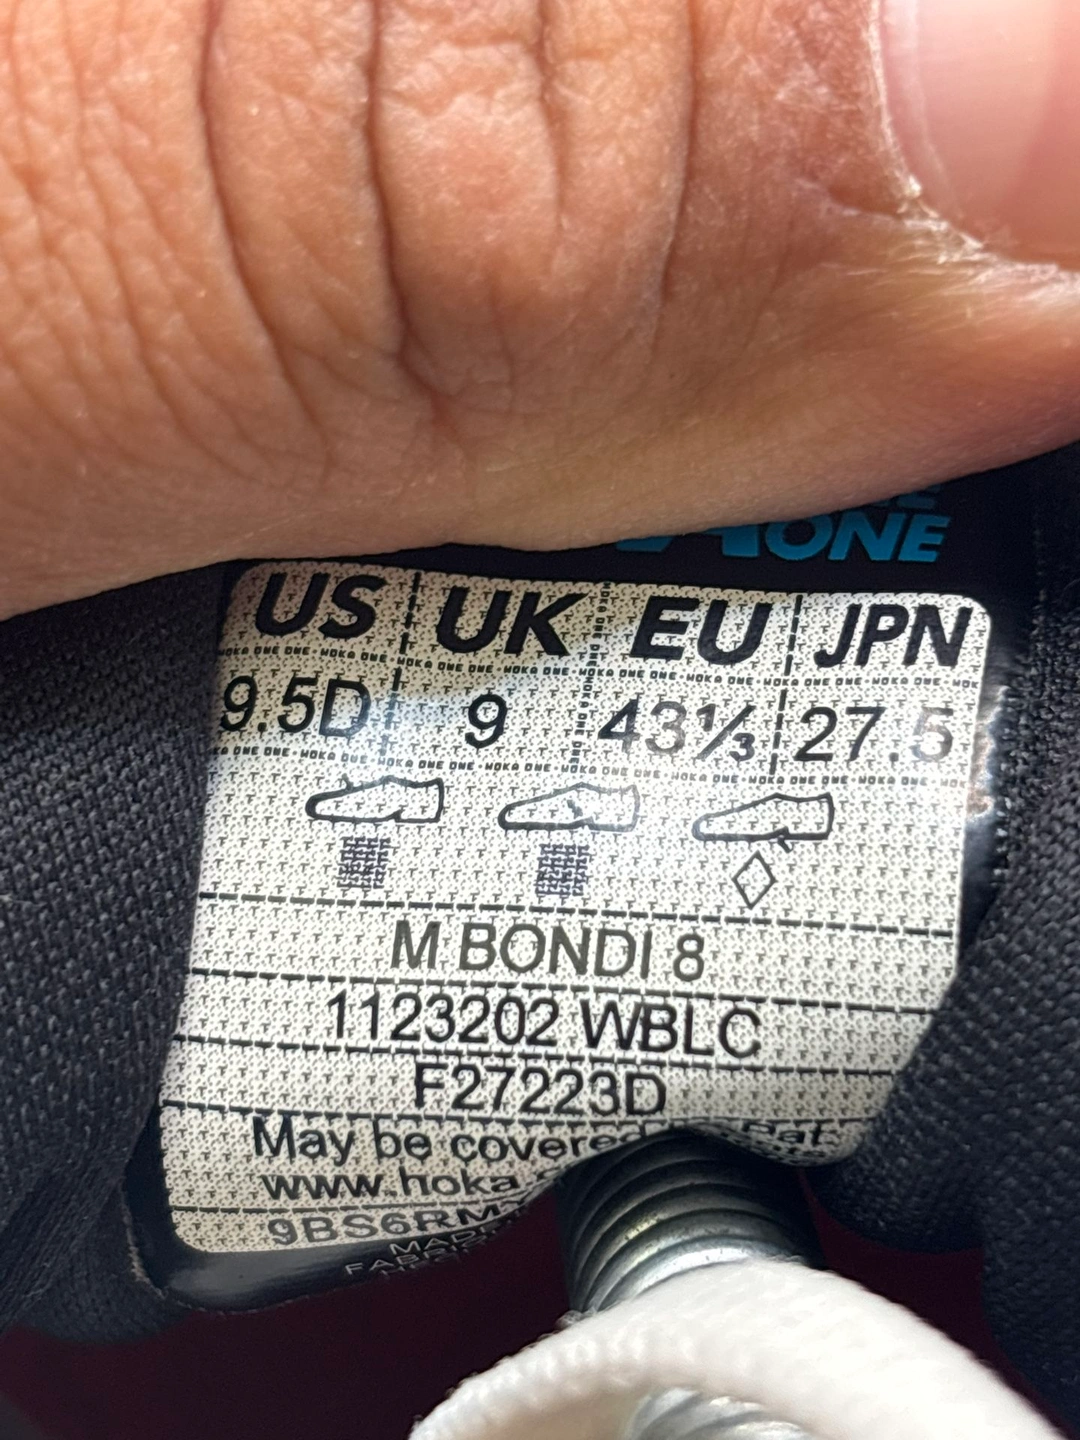 ONE
US UK EU JPN
9.5D 9 43⅓ 27.5
M BONDI 8
1123202 WBLC
F27223D
May be covered
www.hoka
9BS6RM